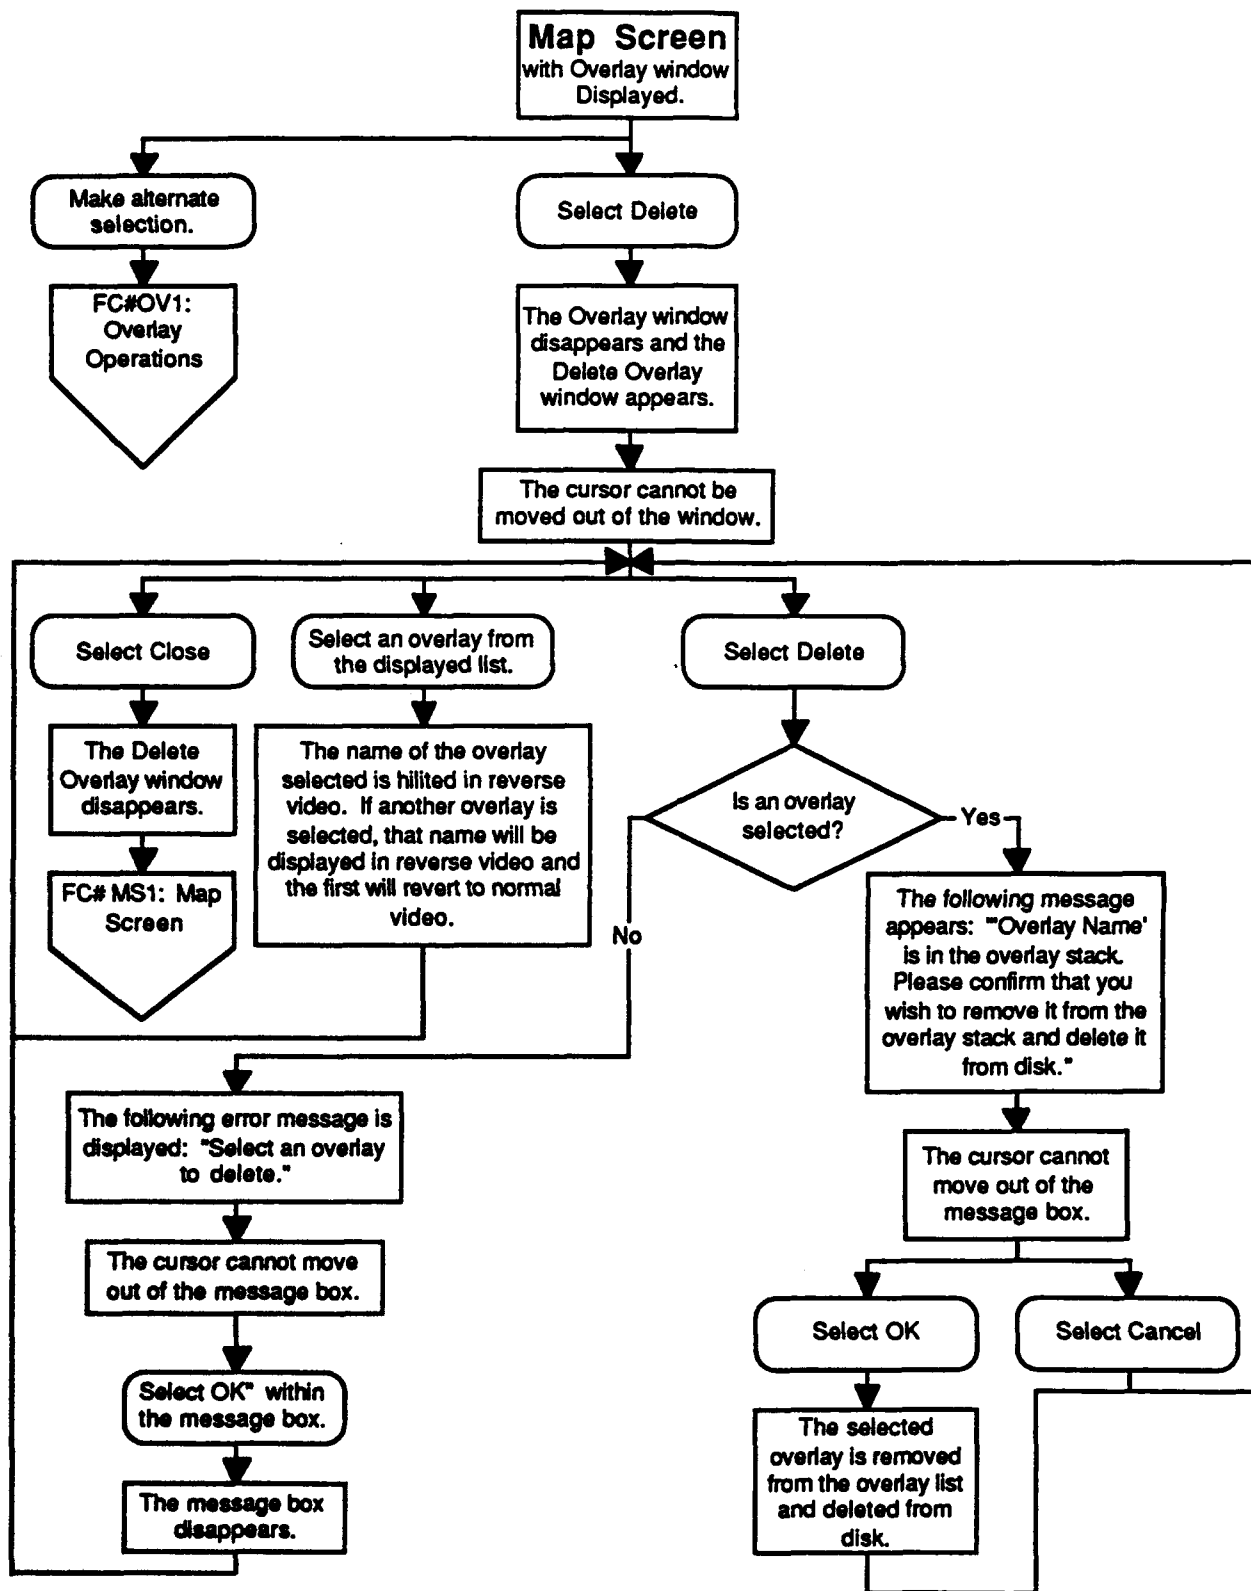 Map Screen
with Overlay window
Displayed.
Make alternate
selection.
Select Delete
FC#OV1:
Overlay
Operations
The Overlay window
disappears and the
Delete Overlay
window appears.
The cursor cannot be
moved out of the window.
Select Close
Select an overlay from
the displayed list.
Select Delete
The Delete
Overlay window
disappears.
The name of the overlay
selected is hilited in reverse
video. If another overlay is
selected, that name will be
displayed in reverse video and
the first will revert to normal
video.
Is an overlay
selected?
Yes
No
FC# MS1: Map
Screen
The following message
appears: "'Overlay Name'
is in the overlay stack.
Please confirm that you
wish to remove it from the
overlay stack and delete it
from disk."
The following error message is
displayed: "Select an overlay
to delete."
The cursor cannot
move out of the
message box.
The cursor cannot move
out of the message box.
Select OK
Select Cancel
Select OK" within
the message box.
The selected
overlay is removed
from the overlay list
and deleted from
disk.
The message box
disappears.